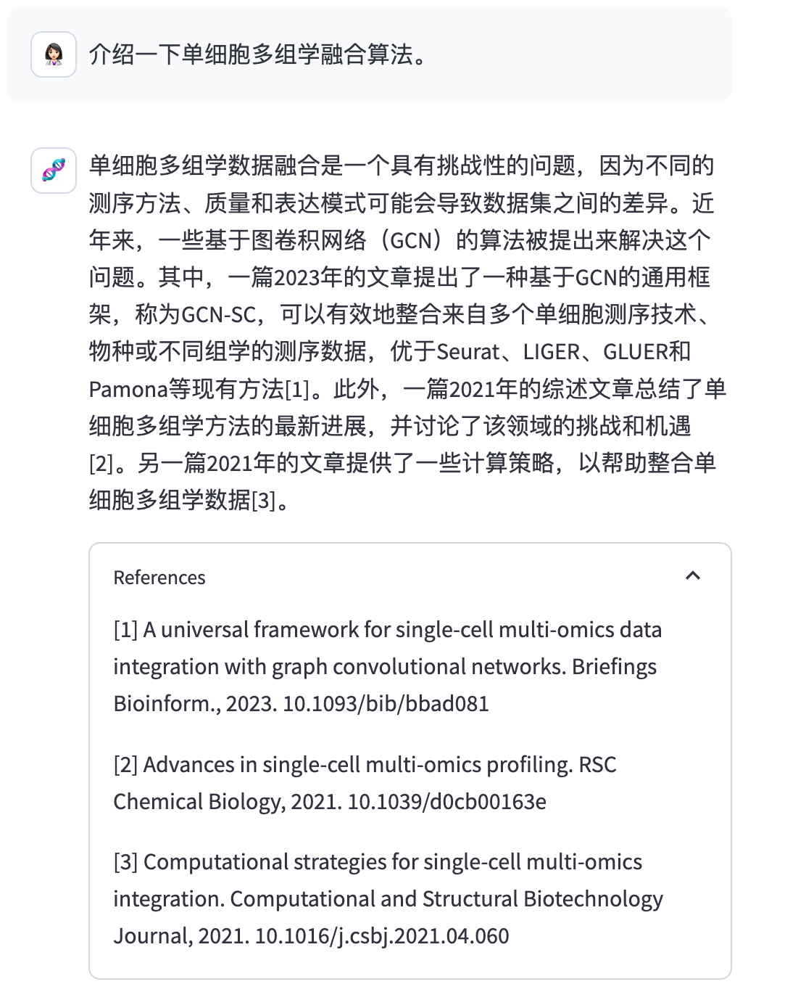 介绍一下单细胞多组学融合算法。
单细胞多组学数据融合是一个具有挑战性的问题，因为不同的
测序方法、质量和表达模式可能会导致数据集之间的差异。近
年来，一些基于图卷积网络（GCN）的算法被提出来解决这个
问题。其中，一篇2023年的文章提出了一种基于GCN的通用框
架，称为GCN-SC，可以有效地整合来自多个单细胞测序技术、
物种或不同组学的测序数据，优于Seurat、LIGER、GLUER和
Pamona等现有方法[1]。此外，一篇2021年的综述文章总结了单
细胞多组学方法的最新进展，并讨论了该领域的挑战和机遇
[2]。另一篇2021年的文章提供了一些计算策略，以帮助整合单
细胞多组学数据[3]。
References
[1] A universal framework for single-cell multi-omics data
integration with graph convolutional networks. Briefings
Bioinform., 2023. 10.1093/bib/bbad081
[2] Advances in single-cell multi-omics profiling. RSC
Chemical Biology, 2021. 10.1039/d0cb00163e
[3] Computational strategies for single-cell multi-omics
integration. Computational and Structural Biotechnology
Journal, 2021. 10.1016/j.csbj.2021.04.060